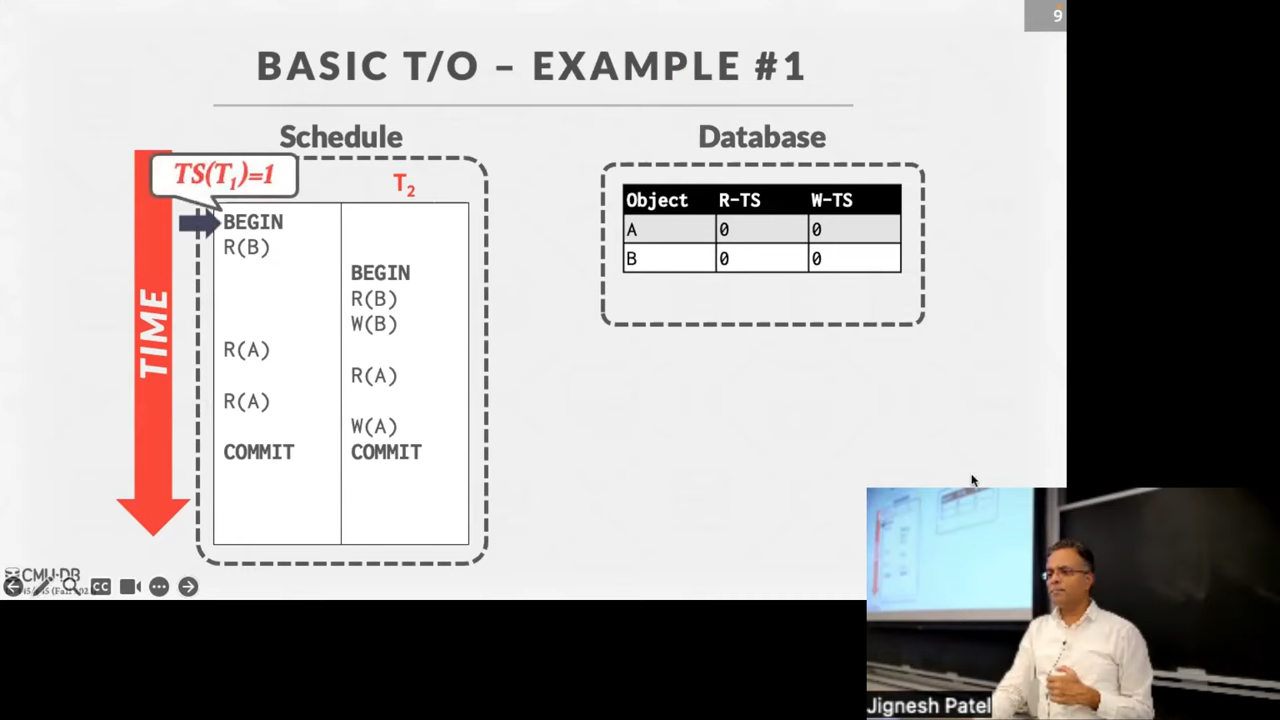 9
BASIC T/O – EXAMPLE #1
Schedule
Database
TS(T1)=1
T2
Object R-TS W-TS
A 0 0
B 0 0
BEGIN
R(B)
BEGIN
R(B)
W(B)
R(A)
R(A)
R(A)
W(A)
COMMIT COMMIT
TIME
CMU-DB
CC
Jignesh Patel